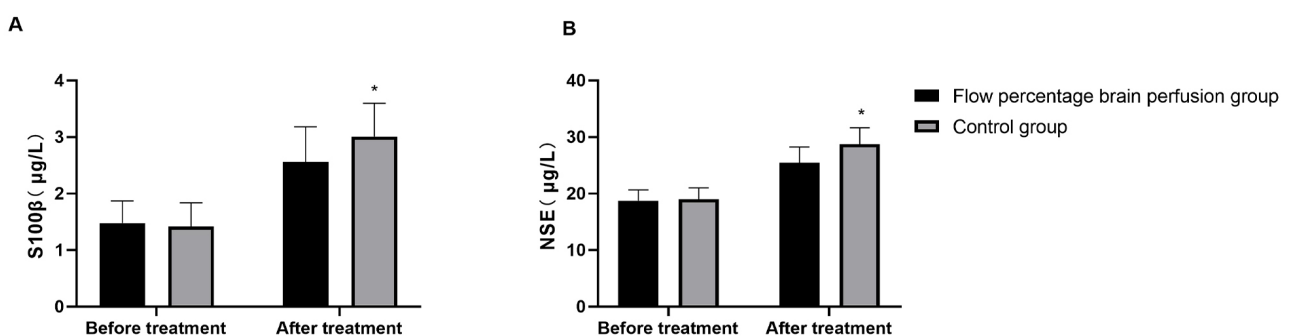 A
B
4
3
2
1
0
S100β（ μg/L）
*
Before treatment
After treatment
40
30
20
10
0
NSE（ μg/L）
*
Before treatment
After treatment
Flow percentage brain perfusion group
Control group